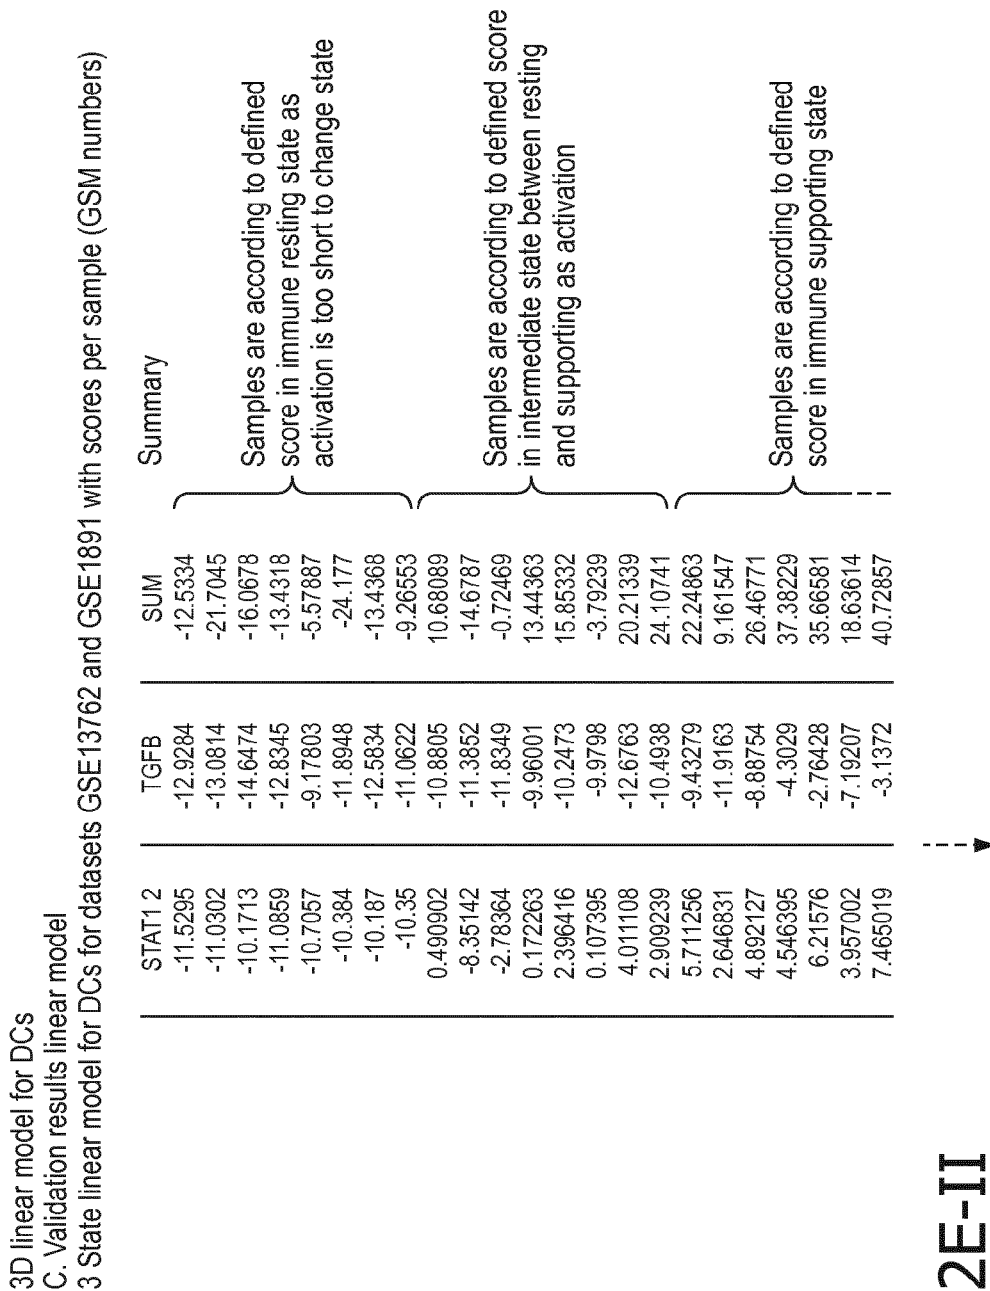 3D linear model for DCs
C. Validation results linear model
3 State linear model for DCs for datasets GSE13762 and GSE1891 with scores per sample (GSM numbers)
STAT1 2 TGFB SUM Summary
-11.5295 -12.9284 -12.5334
-11.0302 -13.0814 -21.7045
-10.1713 -14.6474 -16.0678
-11.0859 -12.8345 -13.4318
-10.7057 -9.17803 -5.57887
-10.384 -11.8948 -24.177
-10.187 -12.5834 -13.4368
-10.35 -11.0622 -9.26553
Samples are according to defined
score in immune resting state as
activation is too short to change state
0.490902 -10.8805 10.68089
-8.35142 -11.3852 -14.6787
-2.78364 -11.8349 -0.72469
0.172263 -9.96001 13.44363
2.396416 -10.2473 15.85332
0.107395 -9.9798 -3.79239
4.011108 -12.6763 20.21339
2.909239 -10.4938 24.10741
Samples are according to defined score
in intermediate state between resting
and supporting as activation
5.711256 -9.43279 22.24863
2.646831 -11.9163 9.161547
4.892127 -8.88754 26.46771
4.546395 -4.3029 37.38229
6.21576 -2.76428 35.66581
3.957002 -7.19207 18.63614
7.465019 -3.1372 40.72857
Samples are according to defined
score in immune supporting state
2E-II